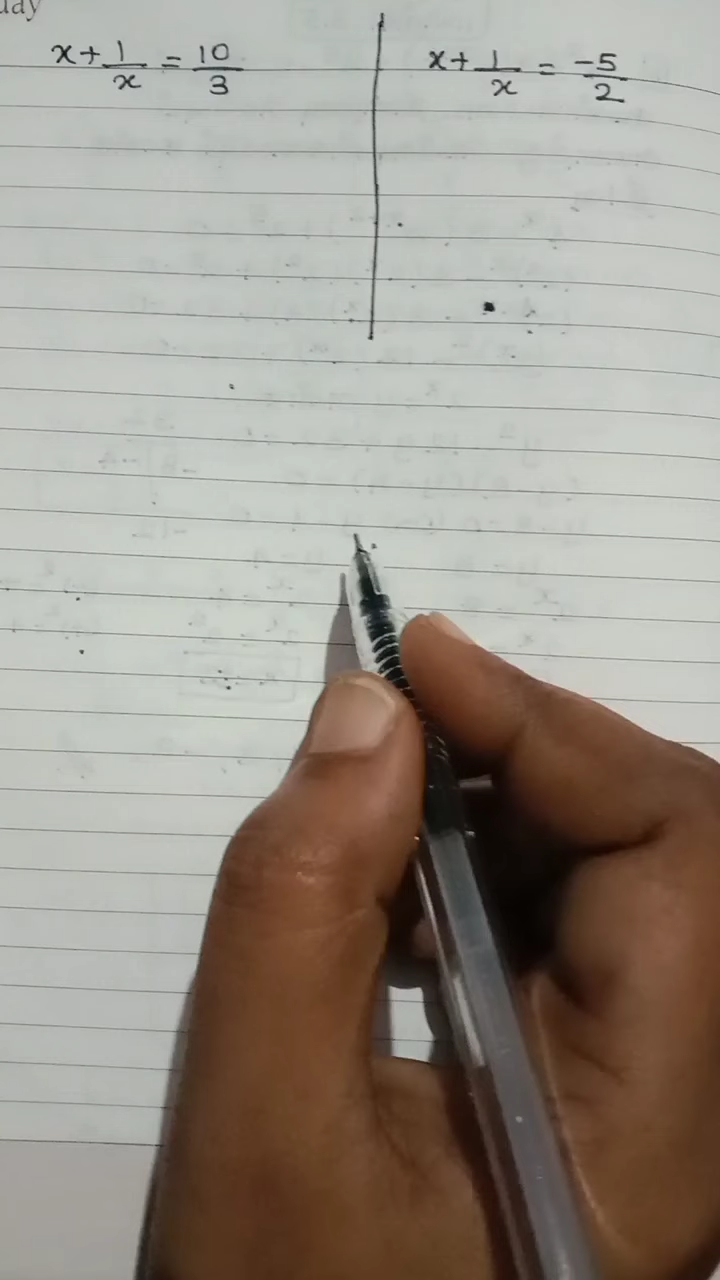 x + 1/x = 10/3
x + 1/x = -5/2